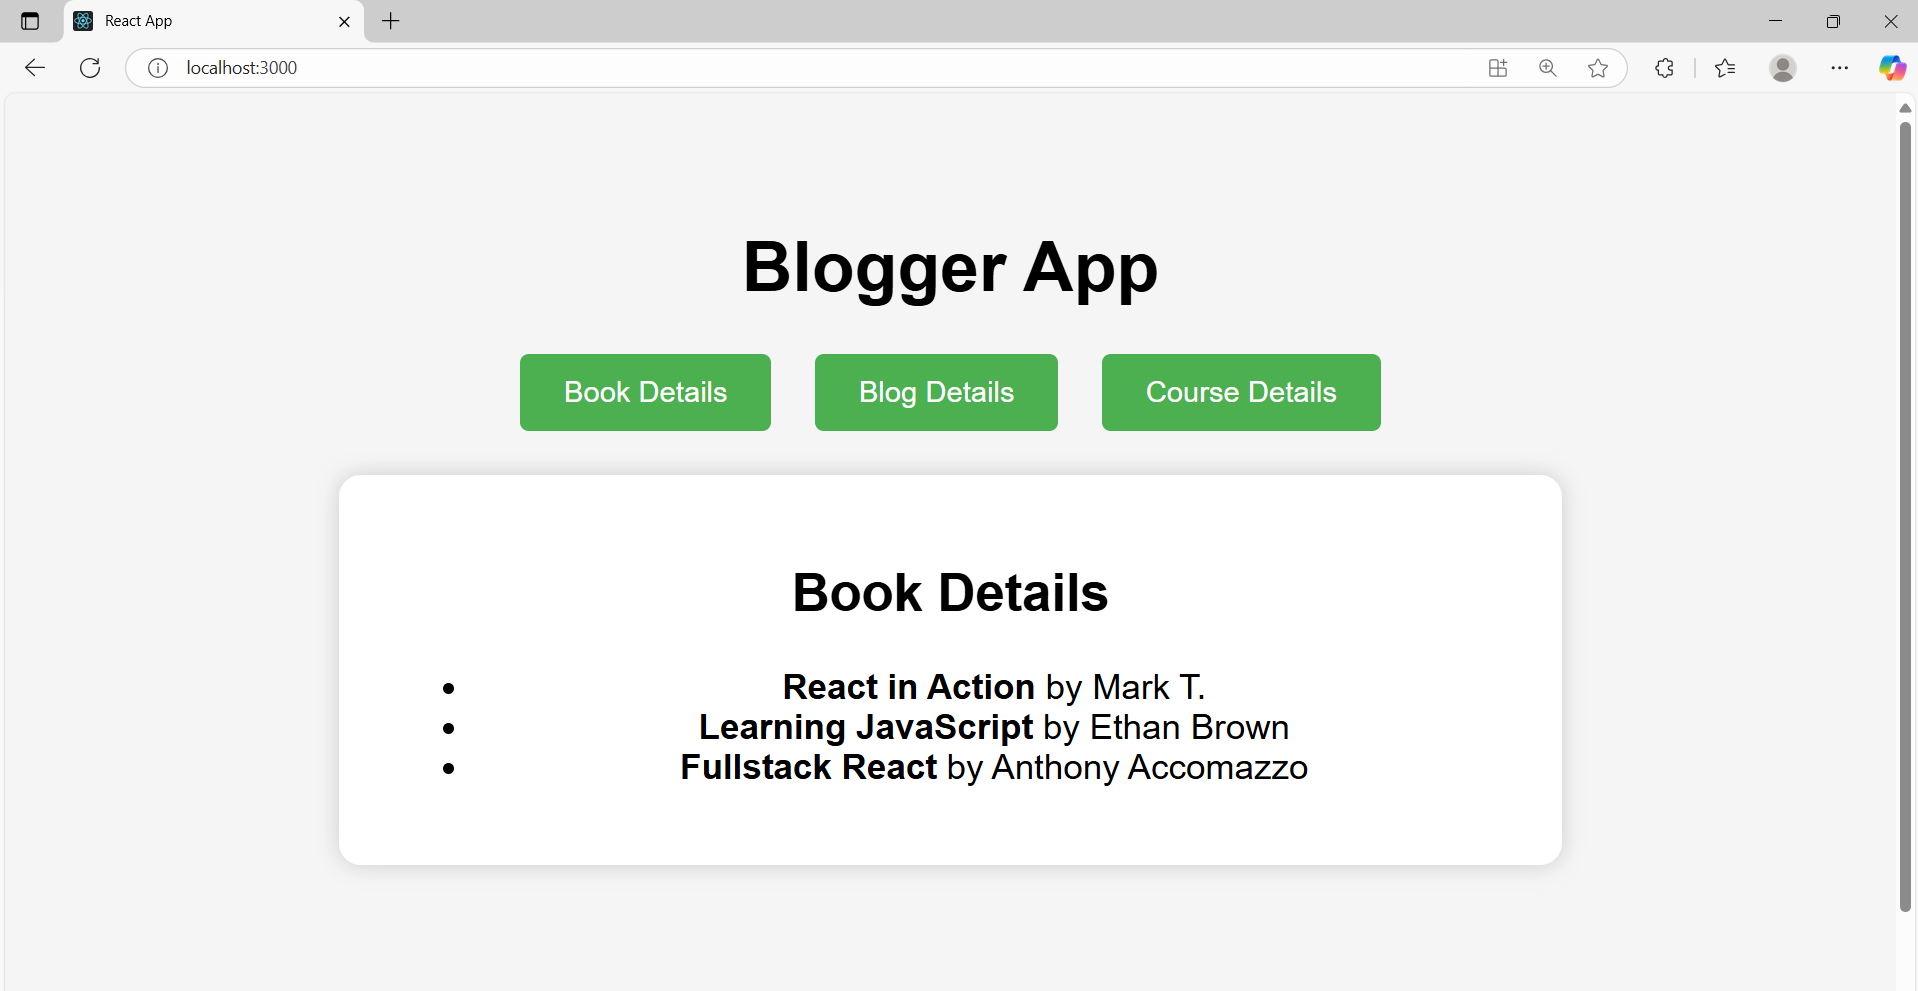 React App
localhost:3000
Blogger App
Book Details
Blog Details
Course Details
Book Details
React in Action by Mark T.
Learning JavaScript by Ethan Brown
Fullstack React by Anthony Accomazzo